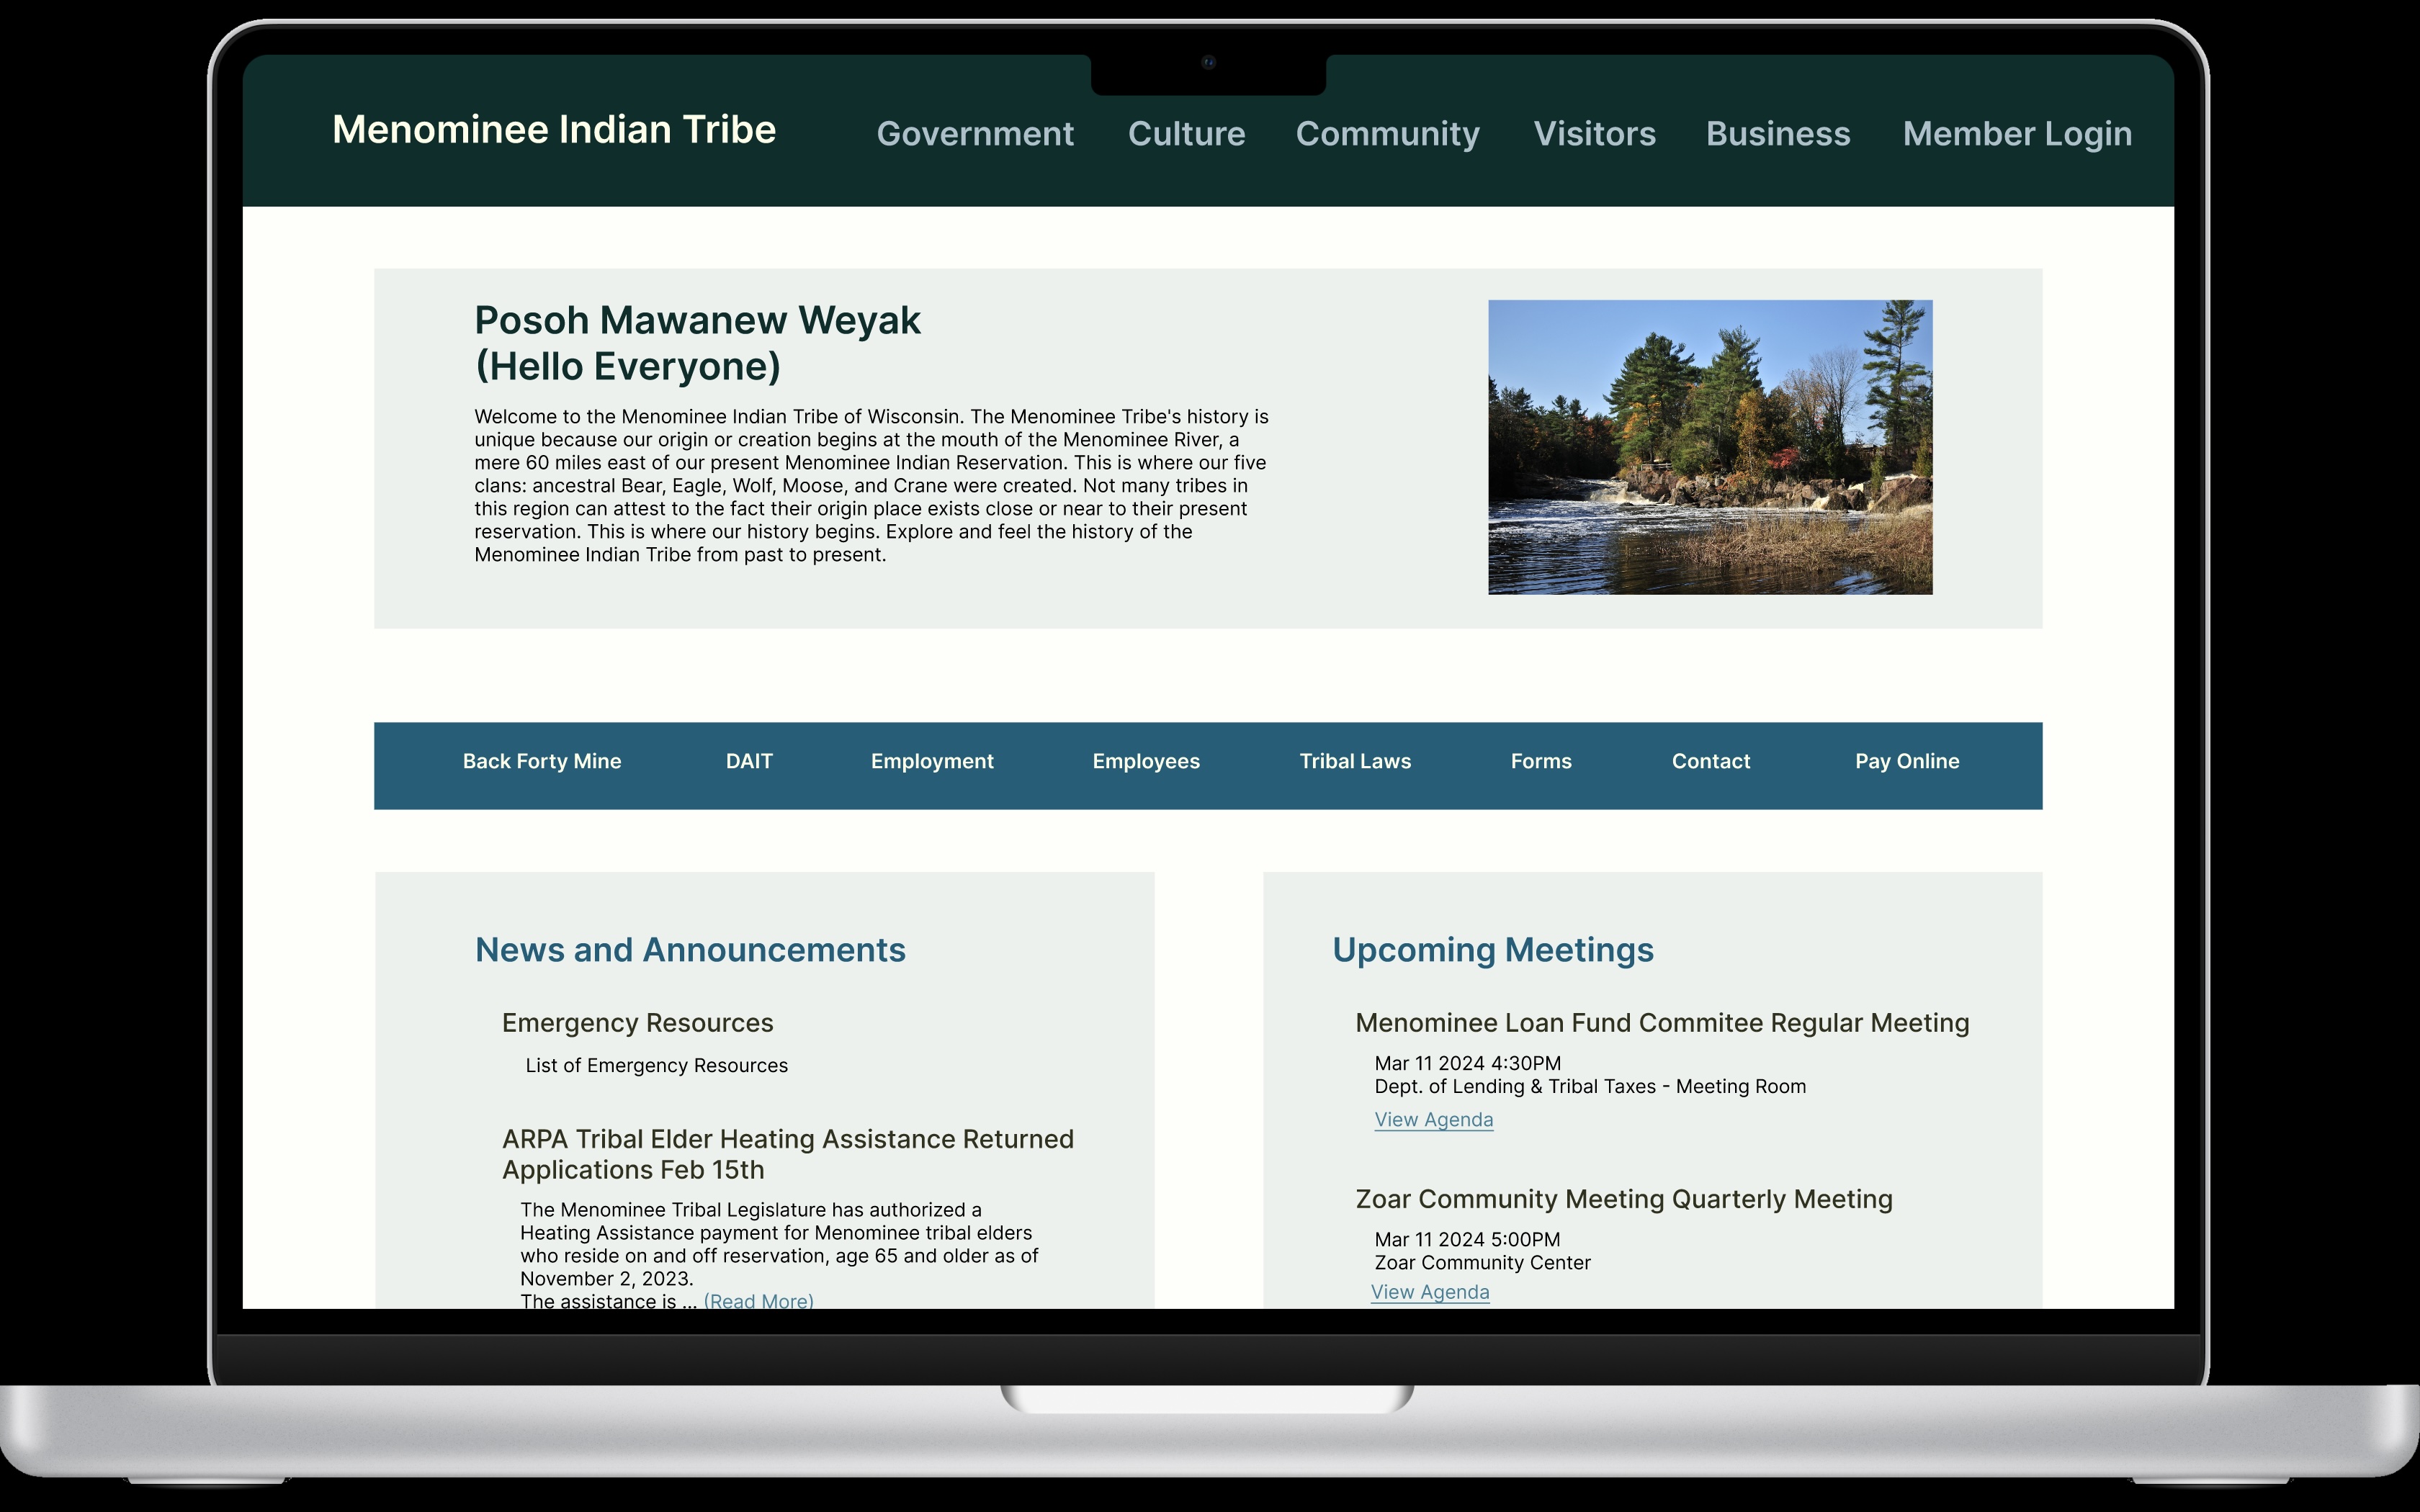 Menominee Indian Tribe
Government Culture Community Visitors Business Member Login
Posoh Mawanew Weyak
(Hello Everyone)
Welcome to the Menominee Indian Tribe of Wisconsin. The Menominee Tribe's history is
unique because our origin or creation begins at the mouth of the Menominee River, a
mere 60 miles east of our present Menominee Indian Reservation. This is where our five
clans: ancestral Bear, Eagle, Wolf, Moose, and Crane were created. Not many tribes in
this region can attest to the fact their origin place exists close or near to their present
reservation. This is where our history begins. Explore and feel the history of the
Menominee Indian Tribe from past to present.
Back Forty Mine DAIT Employment Employees Tribal Laws Forms Contact Pay Online
News and Announcements
Emergency Resources
List of Emergency Resources
ARPA Tribal Elder Heating Assistance Returned
Applications Feb 15th
The Menominee Tribal Legislature has authorized a
Heating Assistance payment for Menominee tribal elders
who reside on and off reservation, age 65 and older as of
November 2, 2023.
The assistance is ... (Read More)
Upcoming Meetings
Menominee Loan Fund Commitee Regular Meeting
Mar 11 2024 4:30PM
Dept. of Lending & Tribal Taxes - Meeting Room
View Agenda
Zoar Community Meeting Quarterly Meeting
Mar 11 2024 5:00PM
Zoar Community Center
View Agenda